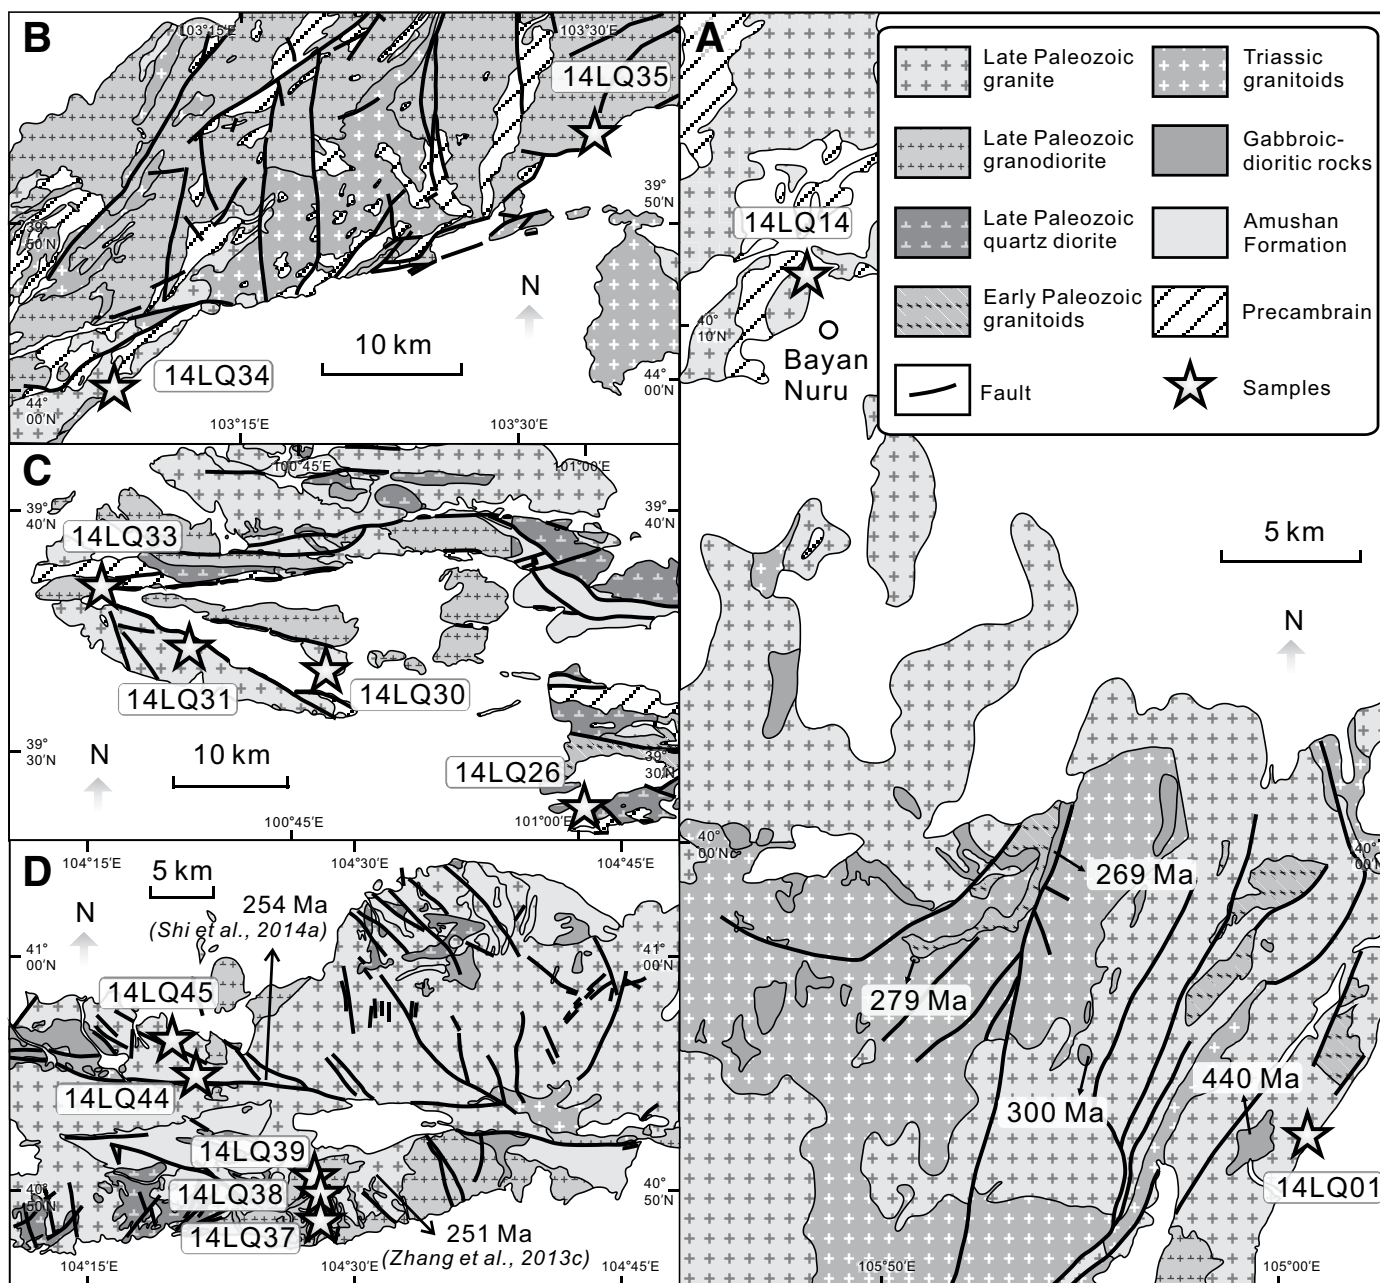 B
103°15′E
103°30′E
14LQ35
39°
50′N
39°
50′N
N
10 km
14LQ34
44°
00′N
44°
00′N
103°15′E
103°30′E
A
14LQ14
40°
10′N
Bayan
Nuru
Late Paleozoic
granite
Triassic
granitoids
Late Paleozoic
granodiorite
Gabbroic-
dioritic rocks
Late Paleozoic
quartz diorite
Amushan
Formation
Early Paleozoic
granitoids
Precambrain
Fault
Samples
5 km
N
40°
00′N
40°
00′N
269 Ma
279 Ma
300 Ma
440 Ma
14LQ01
105°50′E
105°00′E
C
100°45′E
101°00′E
39°
40′N
39°
40′N
14LQ33
14LQ31
14LQ30
39°
30′N
39°
30′N
N
10 km
14LQ26
100°45′E
101°00′E
D
104°15′E
104°30′E
104°45′E
5 km
N
254 Ma
(Shi et al., 2014a)
41°
00′N
41°
00′N
14LQ45
14LQ44
14LQ39
14LQ38
14LQ37
40°
50′N
40°
50′N
251 Ma
(Zhang et al., 2013c)
104°15′E
104°30′E
104°45′E